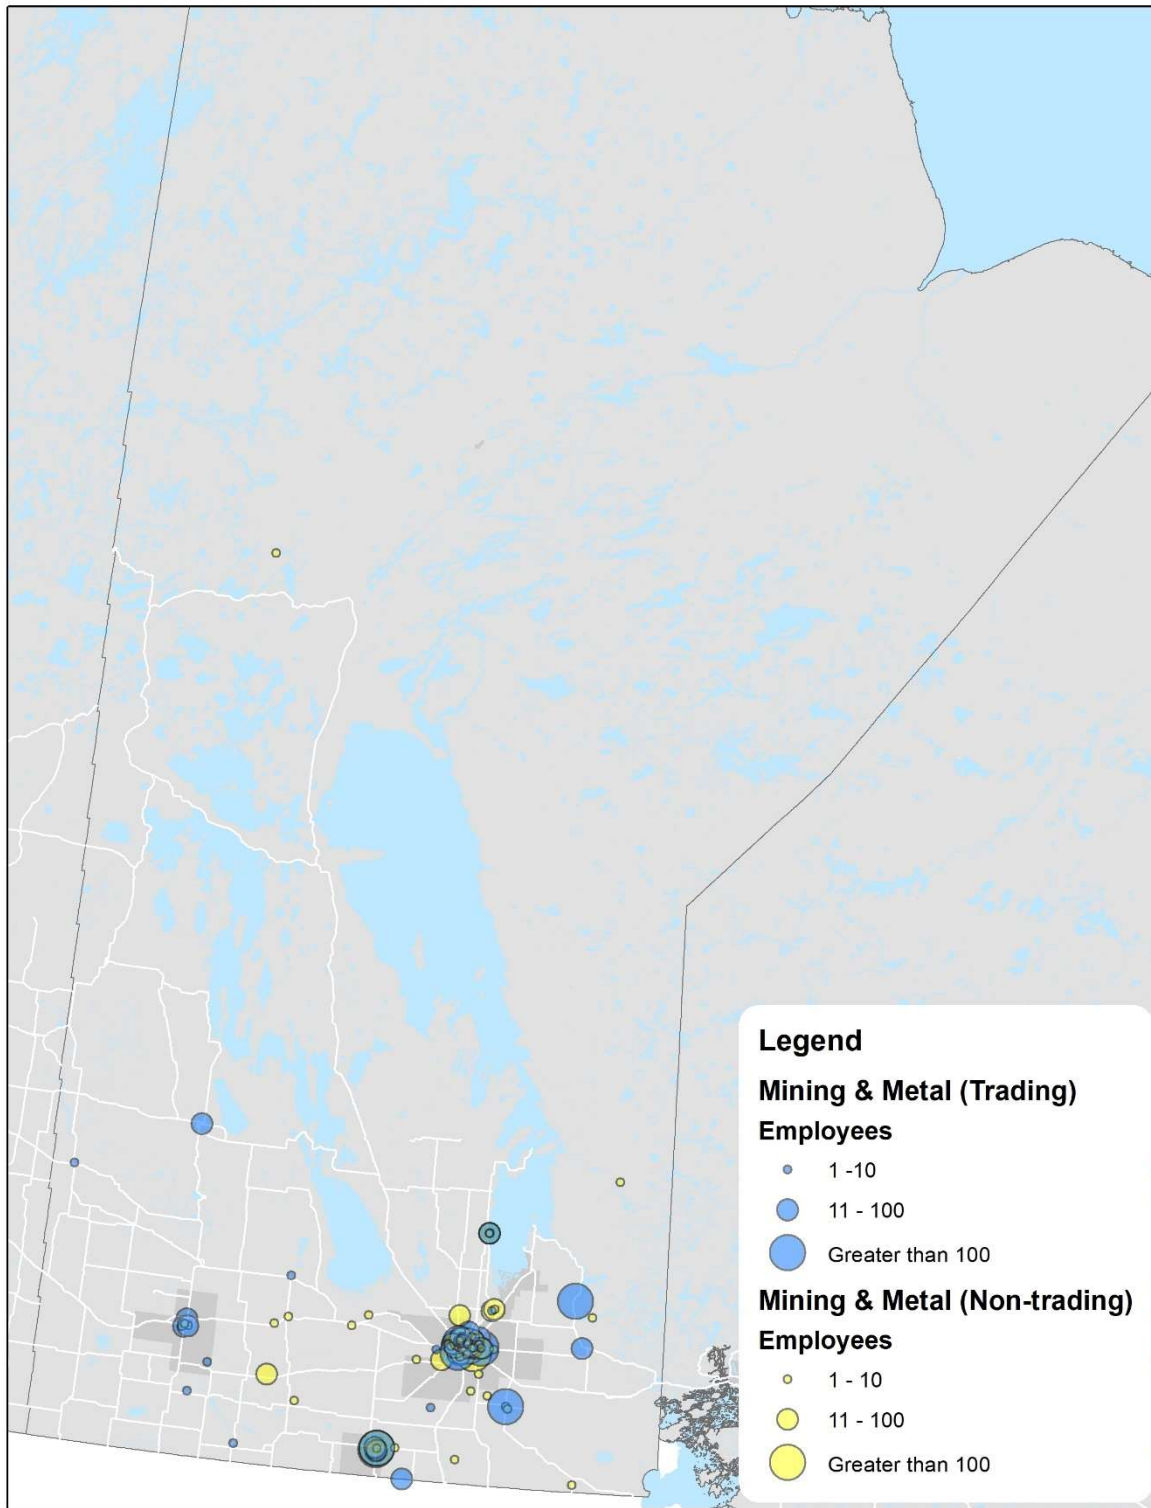 Legend
Mining & Metal (Trading)
Employees
1 -10
11 - 100
Greater than 100
Mining & Metal (Non-trading)
Employees
1 - 10
11 - 100
Greater than 100